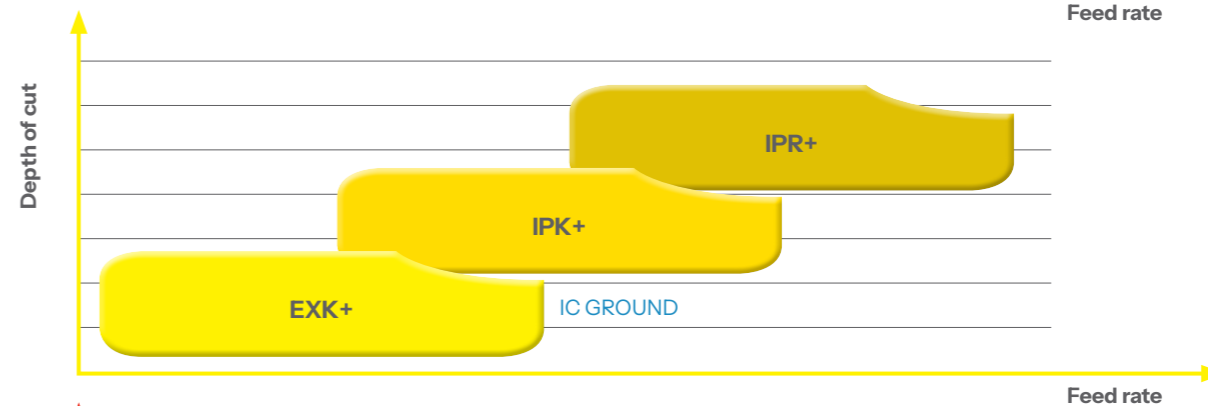 Feed rate
Depth of cut
IPR+
IPK+
EXK+
IC GROUND
Feed rate